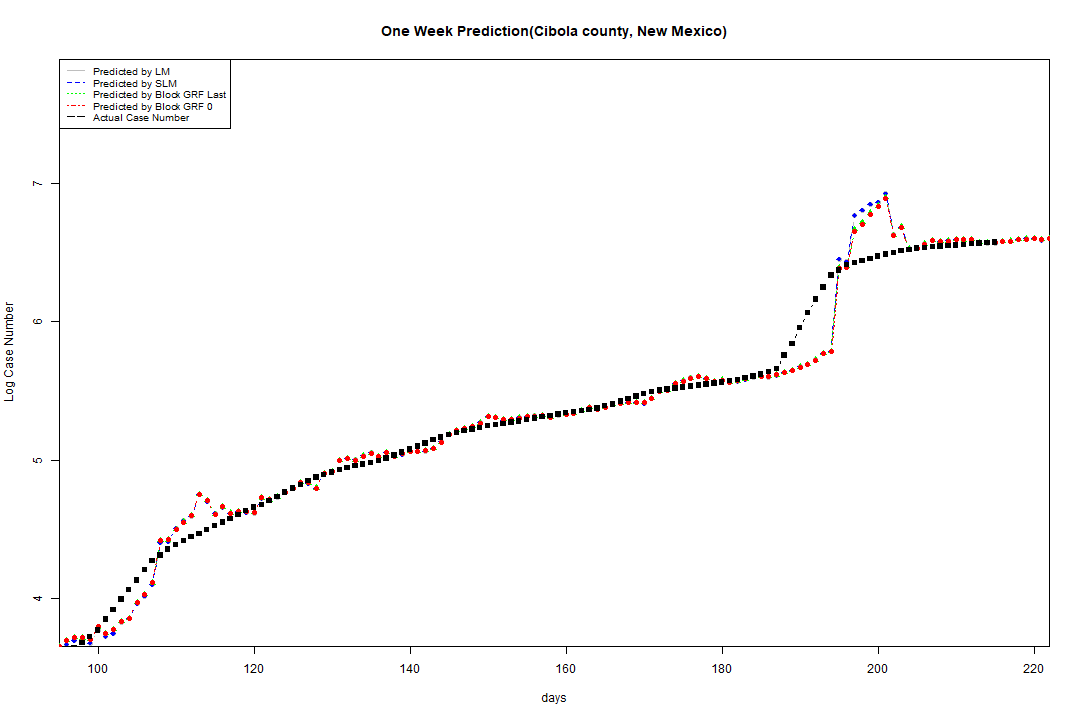 One Week Prediction(Cibola county, New Mexico)
Predicted by LM
Predicted by SLM
Predicted by Block GRF Last
Predicted by Block GRF 0
Actual Case Number
7
6
5
4
Log Case Number
100 120 140 160 180 200 220
days